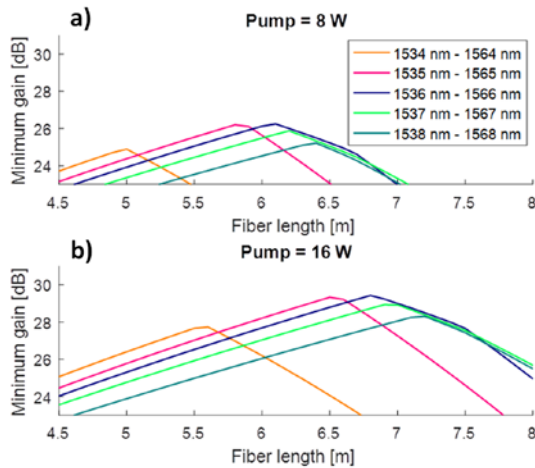 a)
Pump = 8 W
Minimum gain [dB]
30
28
26
24
1534 nm - 1564 nm
1535 nm - 1565 nm
1536 nm - 1566 nm
1537 nm - 1567 nm
1538 nm - 1568 nm
4.5 5 5.5 6 6.5 7 7.5 8
Fiber length [m]
b)
Pump = 16 W
Minimum gain [dB]
30
28
26
24
4.5 5 5.5 6 6.5 7 7.5 8
Fiber length [m]